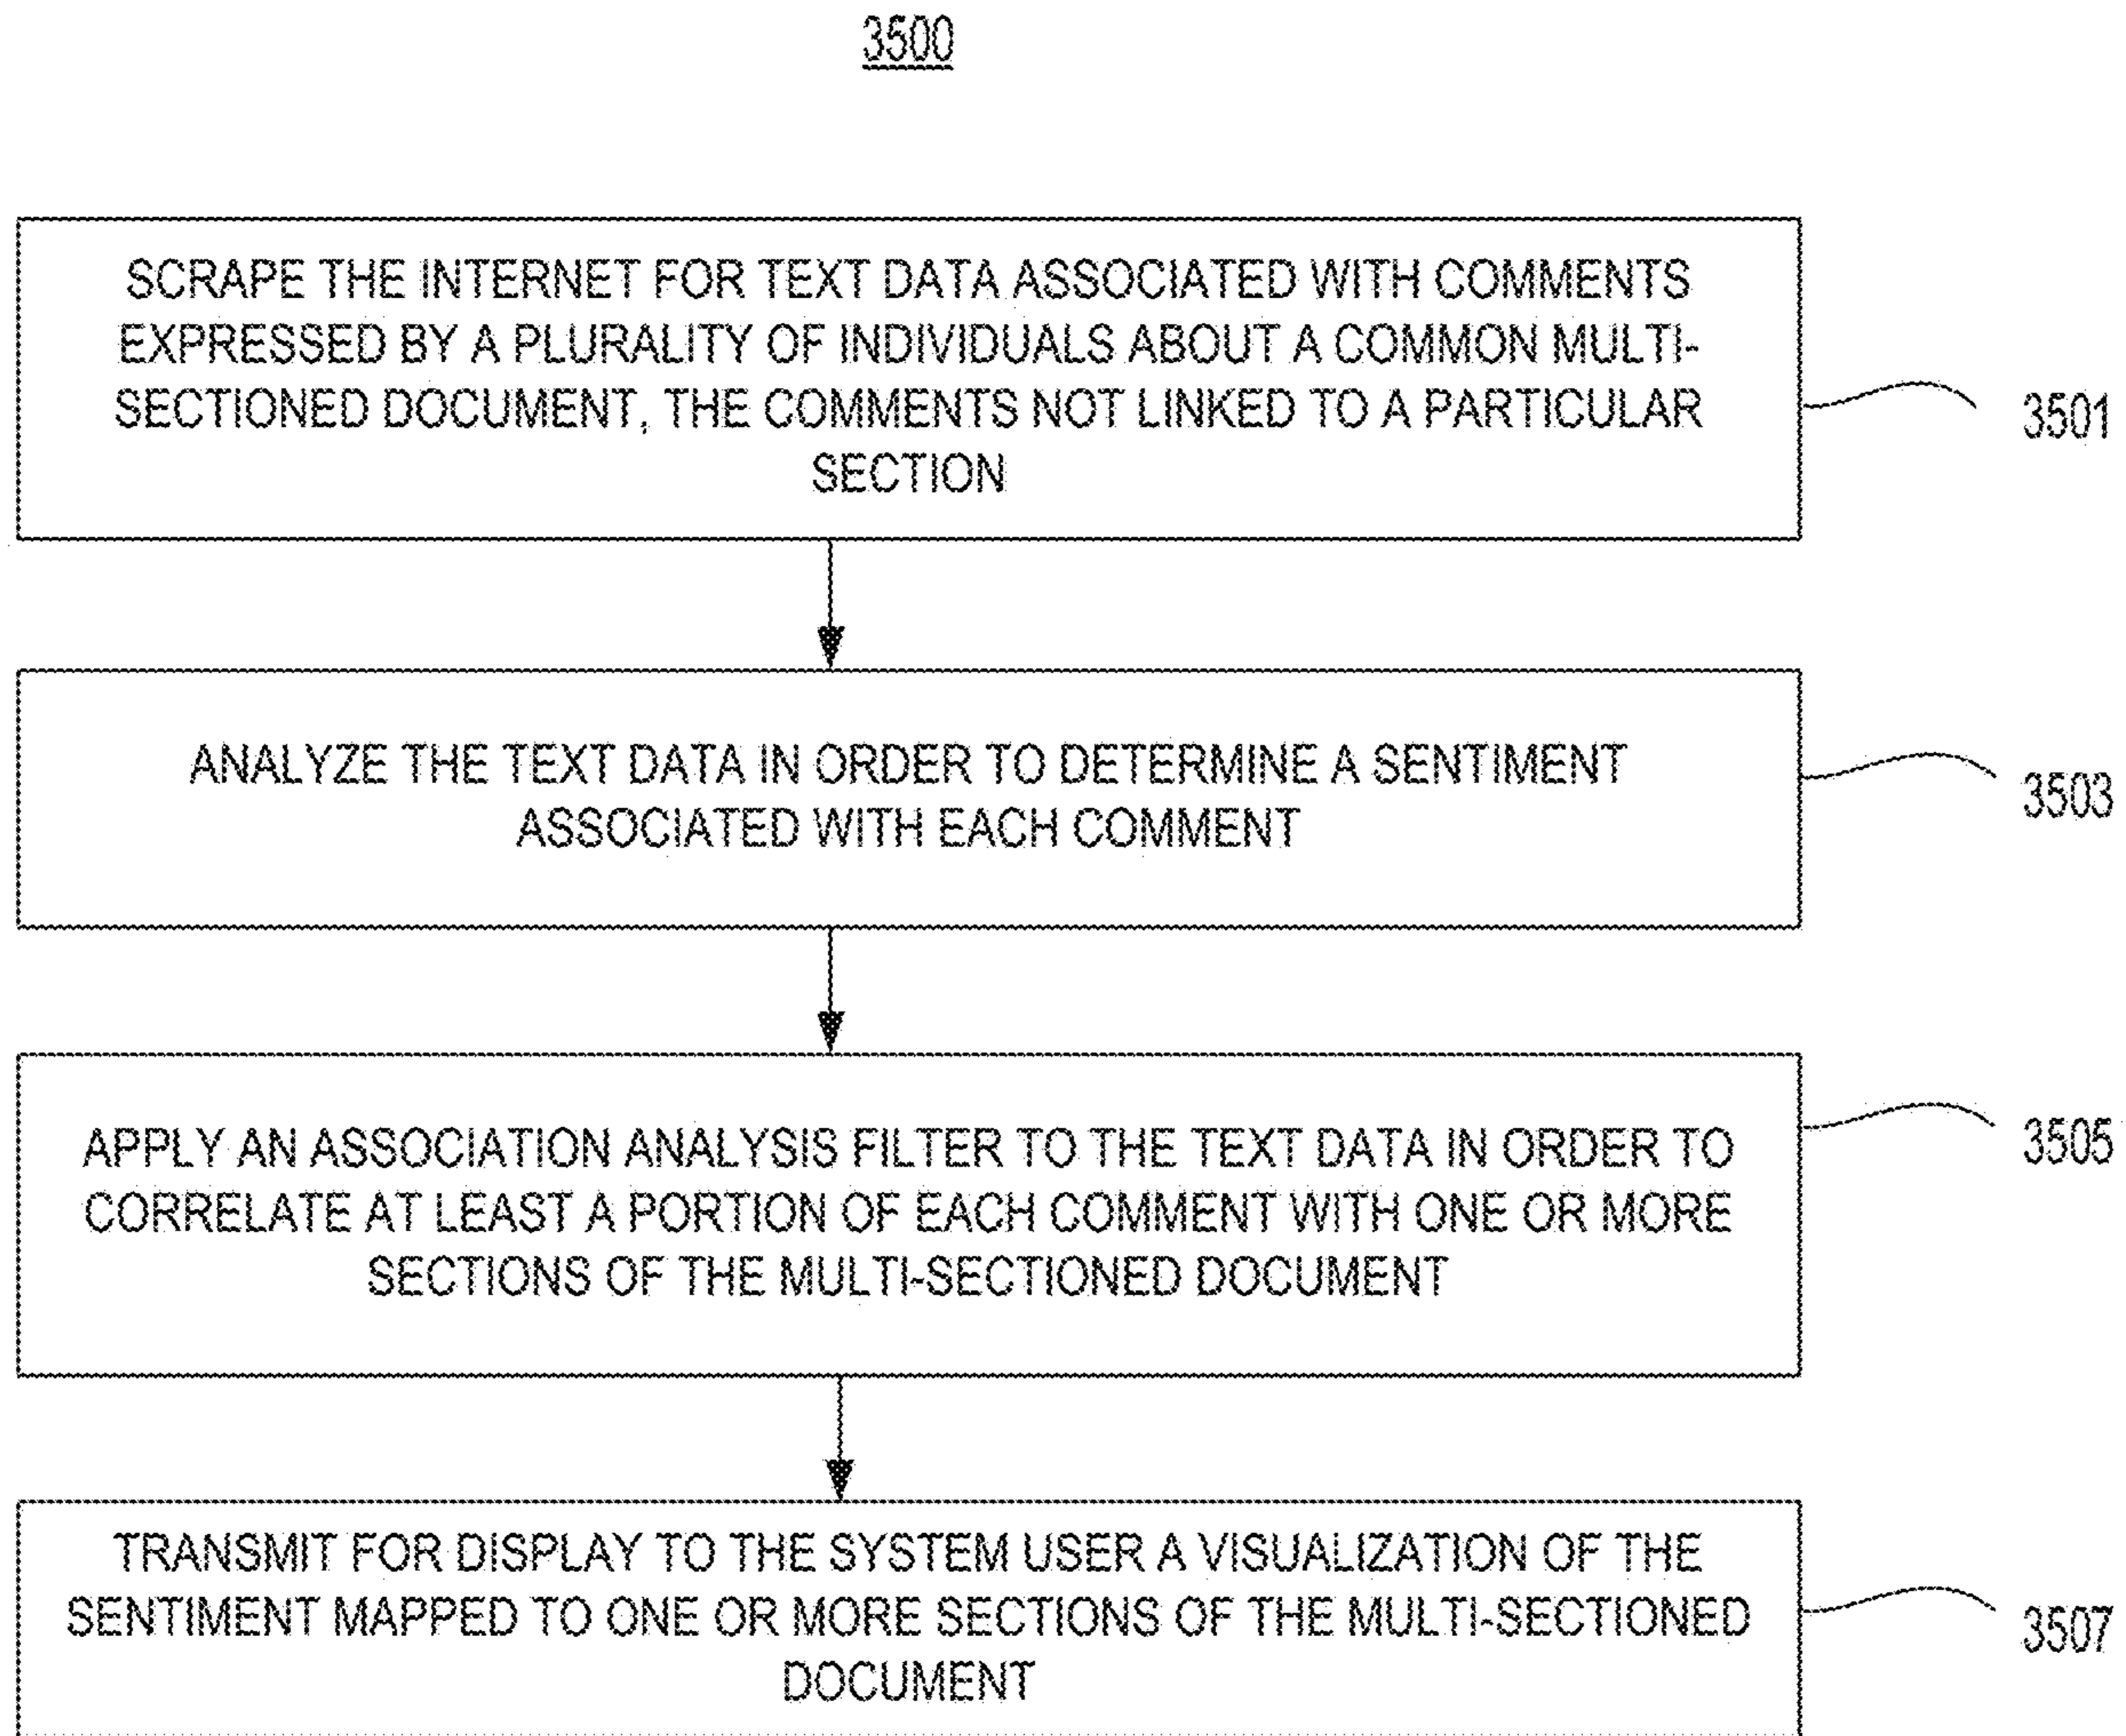 3500
SCRAPE THE INTERNET FOR TEXT DATA ASSOCIATED WITH COMMENTS
EXPRESSED BY A PLURALITY OF INDIVIDUALS ABOUT A COMMON MULTI-
SECTIONED DOCUMENT, THE COMMENTS NOT LINKED TO A PARTICULAR
SECTION
3501
ANALYZE THE TEXT DATA IN ORDER TO DETERMINE A SENTIMENT
ASSOCIATED WITH EACH COMMENT
3503
APPLY AN ASSOCIATION ANALYSIS FILTER TO THE TEXT DATA IN ORDER TO
CORRELATE AT LEAST A PORTION OF EACH COMMENT WITH ONE OR MORE
SECTIONS OF THE MULTI-SECTIONED DOCUMENT
3505
TRANSMIT FOR DISPLAY TO THE SYSTEM USER A VISUALIZATION OF THE
SENTIMENT MAPPED TO ONE OR MORE SECTIONS OF THE MULTI-SECTIONED
DOCUMENT
3507